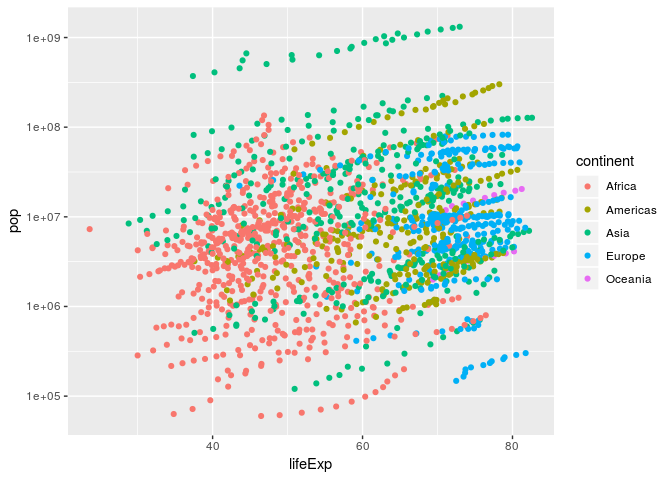 1e+09
1e+08
1e+07
1e+06
1e+05
pop
40
60
80
lifeExp
continent
Africa
Americas
Asia
Europe
Oceania